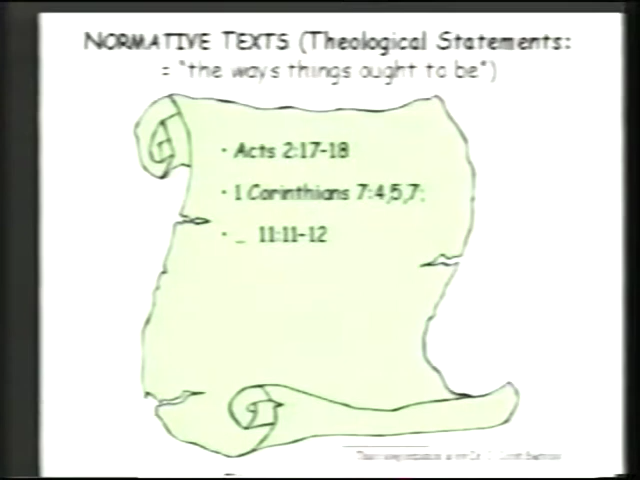 NORMATIVE TEXTS (Theological Statements:
= "the ways things ought to be")
· Acts 2:17-18
· 1 Corinthians 7:4,5,7;
· _ 11:11-12